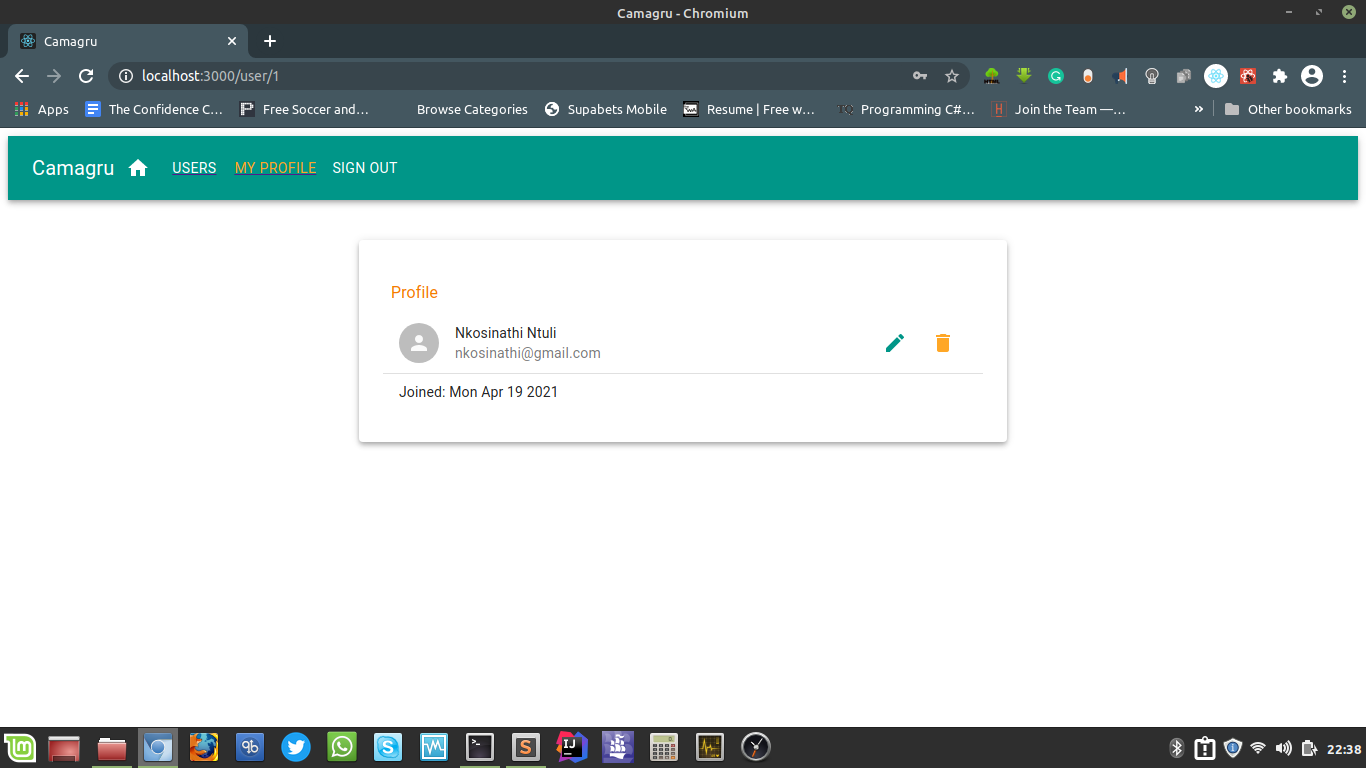 Camagru - Chromium
Camagru
localhost:3000/user/1
Apps The Confidence C... Free Soccer and... Browse Categories Supabets Mobile Resume | Free w... Programming C#... Join the Team —... » Other bookmarks
Camagru USERS MY PROFILE SIGN OUT
Profile
Nkosinathi Ntuli
nkosinathi@gmail.com
Joined: Mon Apr 19 2021
22:38